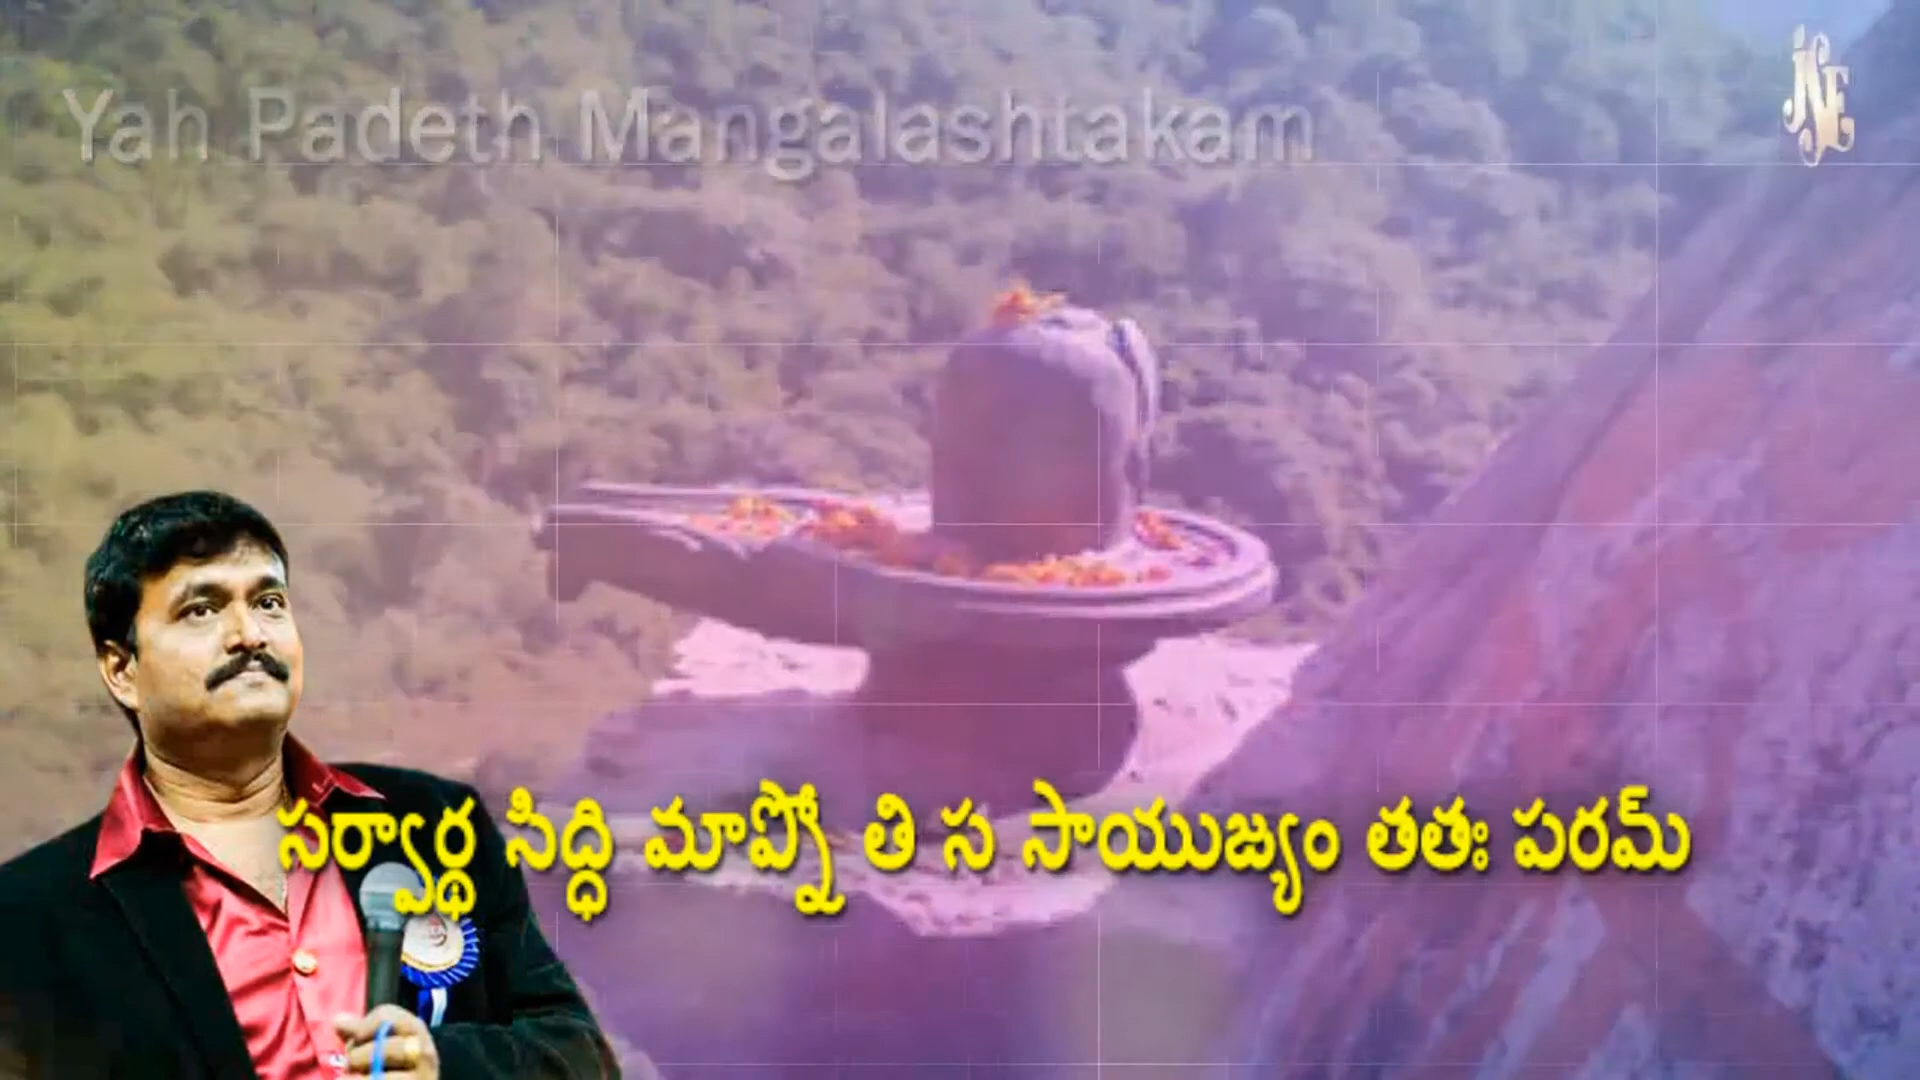 Yah Padeth Mangalashtakam
సర్వార్థ సిద్ధి మాప్నో తి స సాయుజ్యం తతః పరమ్